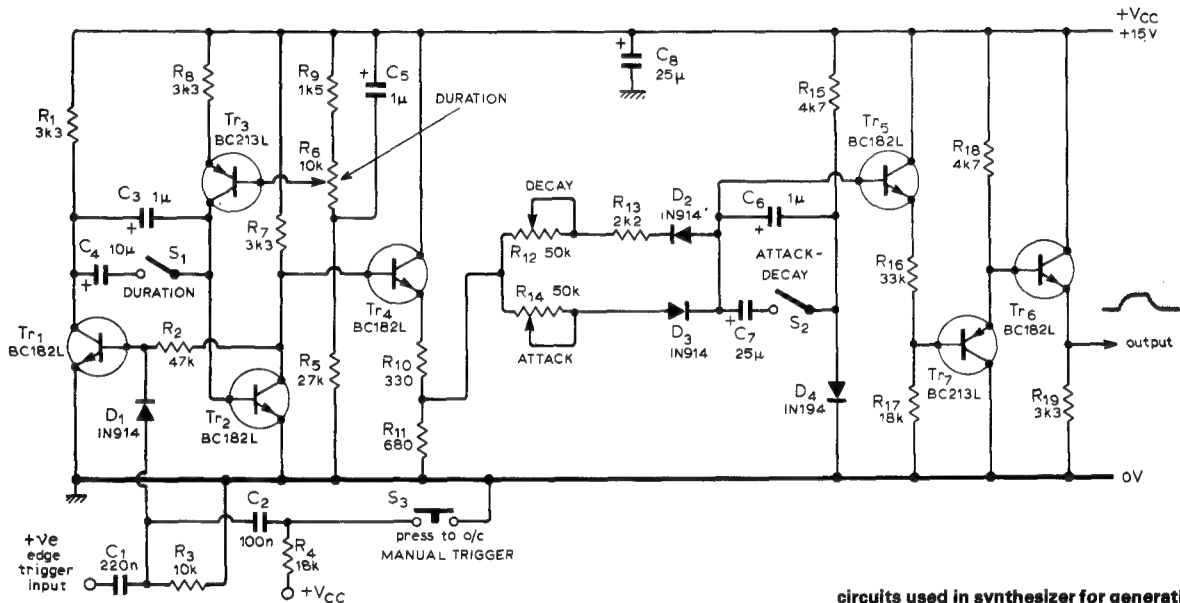 +Vcc
+15V
R1
3k3
R8
3k3
Tr3
BC213L
R9
1k5
C5
1μ
+
DURATION
R6
10k
C8
25μ
+
R15
4k7
Tr5
BC182L
R18
4k7
C3 1μ
+
C4
10μ
+
S1
DURATION
R7
3k3
Tr4
BC182L
DECAY
R12
50k
R13
2k2
D2
IN914
C6
1μ
+
ATTACK-
DECAY
R14
50k
ATTACK
D3
IN914
C7
25μ
+
S2
R16
33k
Tr6
BC182L
output
Tr1
BC182L
R2
47k
D1
IN914
Tr2
BC182L
R5
27k
R10
330
R11
680
D4
IN194
R17
18k
Tr7
BC213L
R19
3k3
0V
C2
100n
S3
press to o/c
MANUAL TRIGGER
R4
18k
+Vcc
+ve
edge
trigger
input
C1
220n
R3
10k
circuits used in synthesizer for generati